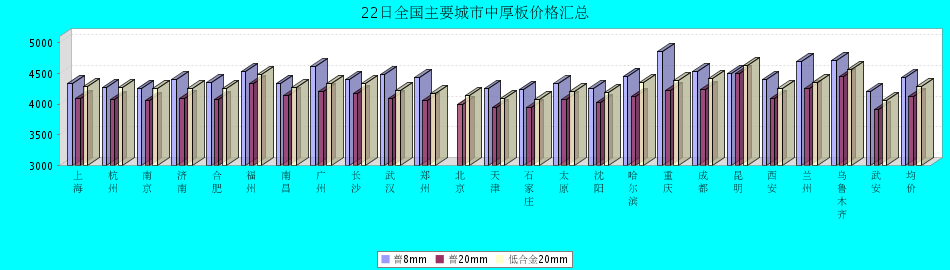 22日全国主要城市中厚板价格汇总
5000
4500
4000
3500
3000
上海 杭州 南京 济南 合肥 福州 南昌 广州 长沙 武汉 郑州 北京 天津 石家庄 太原 沈阳 哈尔滨 重庆 成都 昆明 西安 兰州 乌鲁木齐 武安 均价
普8mm 普20mm 低合金20mm